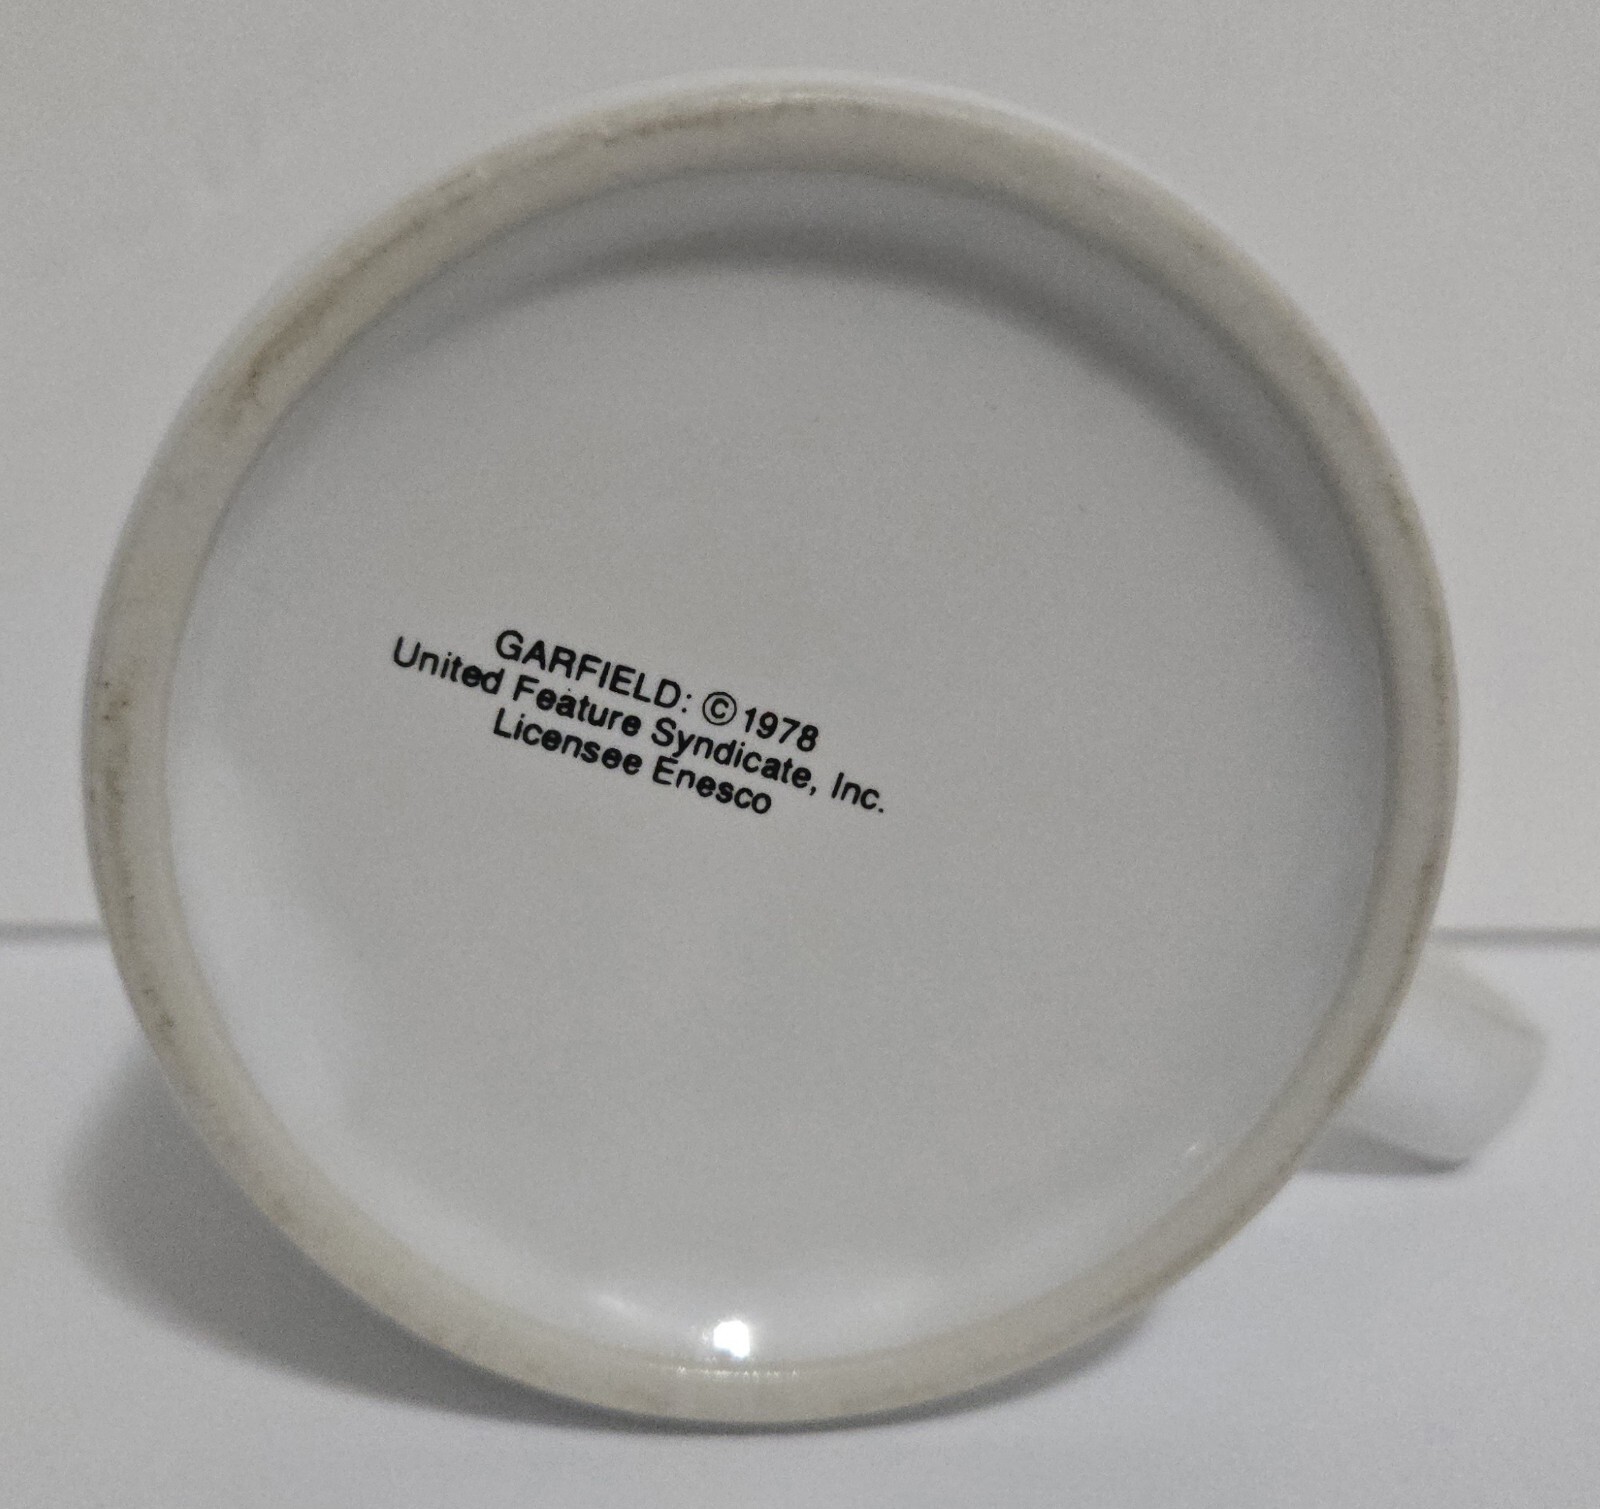 GARFIELD: ©1978
United Feature Syndicate, Inc.
Licensee Enesco